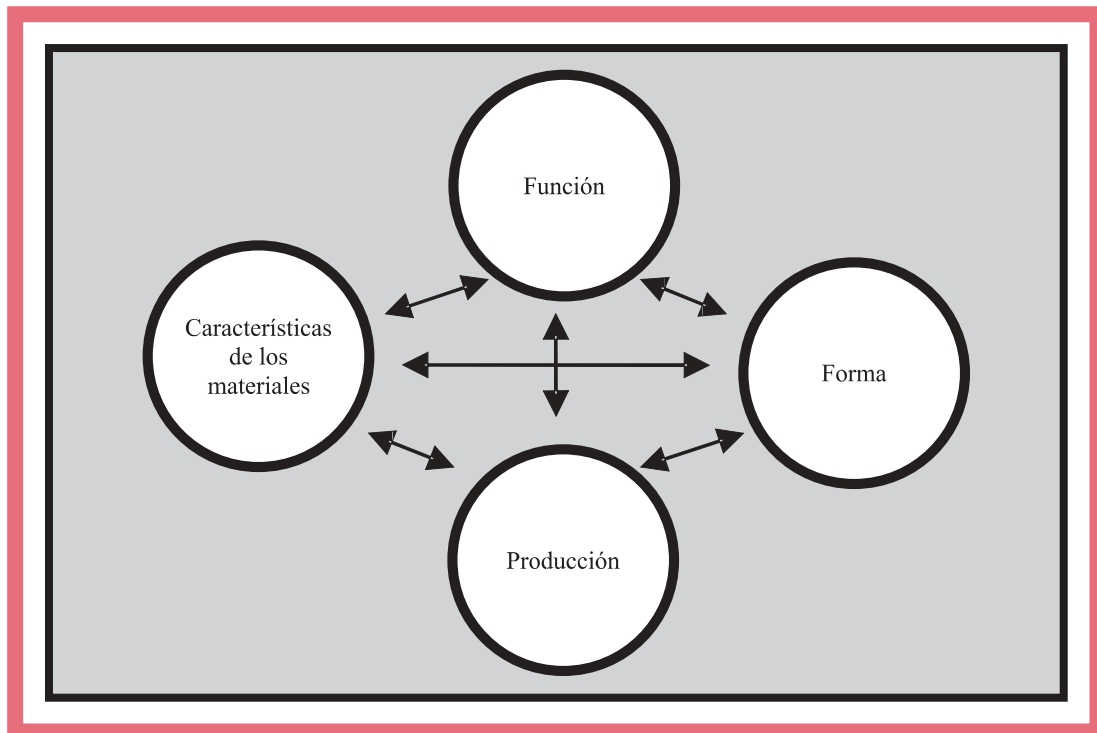 Función
Características
de los
materiales
Forma
Producción